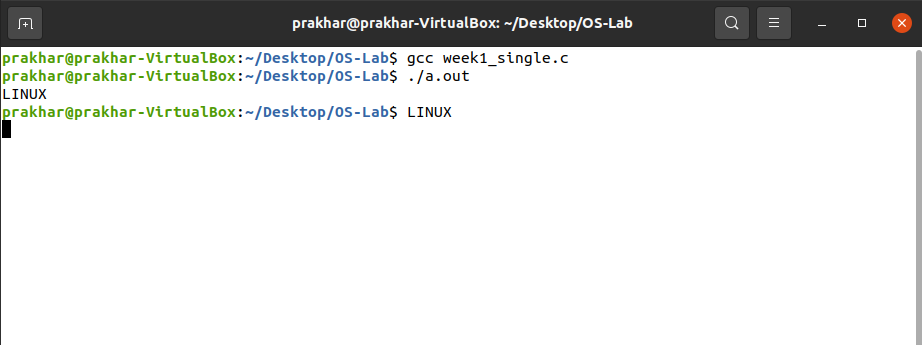 prakhar@prakhar-VirtualBox: ~/Desktop/OS-Lab
prakhar@prakhar-VirtualBox:~/Desktop/OS-Lab$ gcc week1_single.c
prakhar@prakhar-VirtualBox:~/Desktop/OS-Lab$ ./a.out
LINUX
prakhar@prakhar-VirtualBox:~/Desktop/OS-Lab$ LINUX